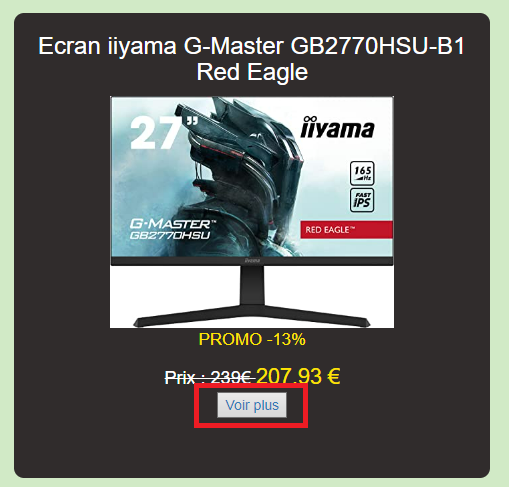 Ecran iiyama G-Master GB2770HSU-B1
Red Eagle
27"
iiyama
165
Hz
FAST
IPS
G-MASTER™
GB2770HSU
RED EAGLE™
iiyama
PROMO -13%
Prix : 239€ 207.93 €
Voir plus